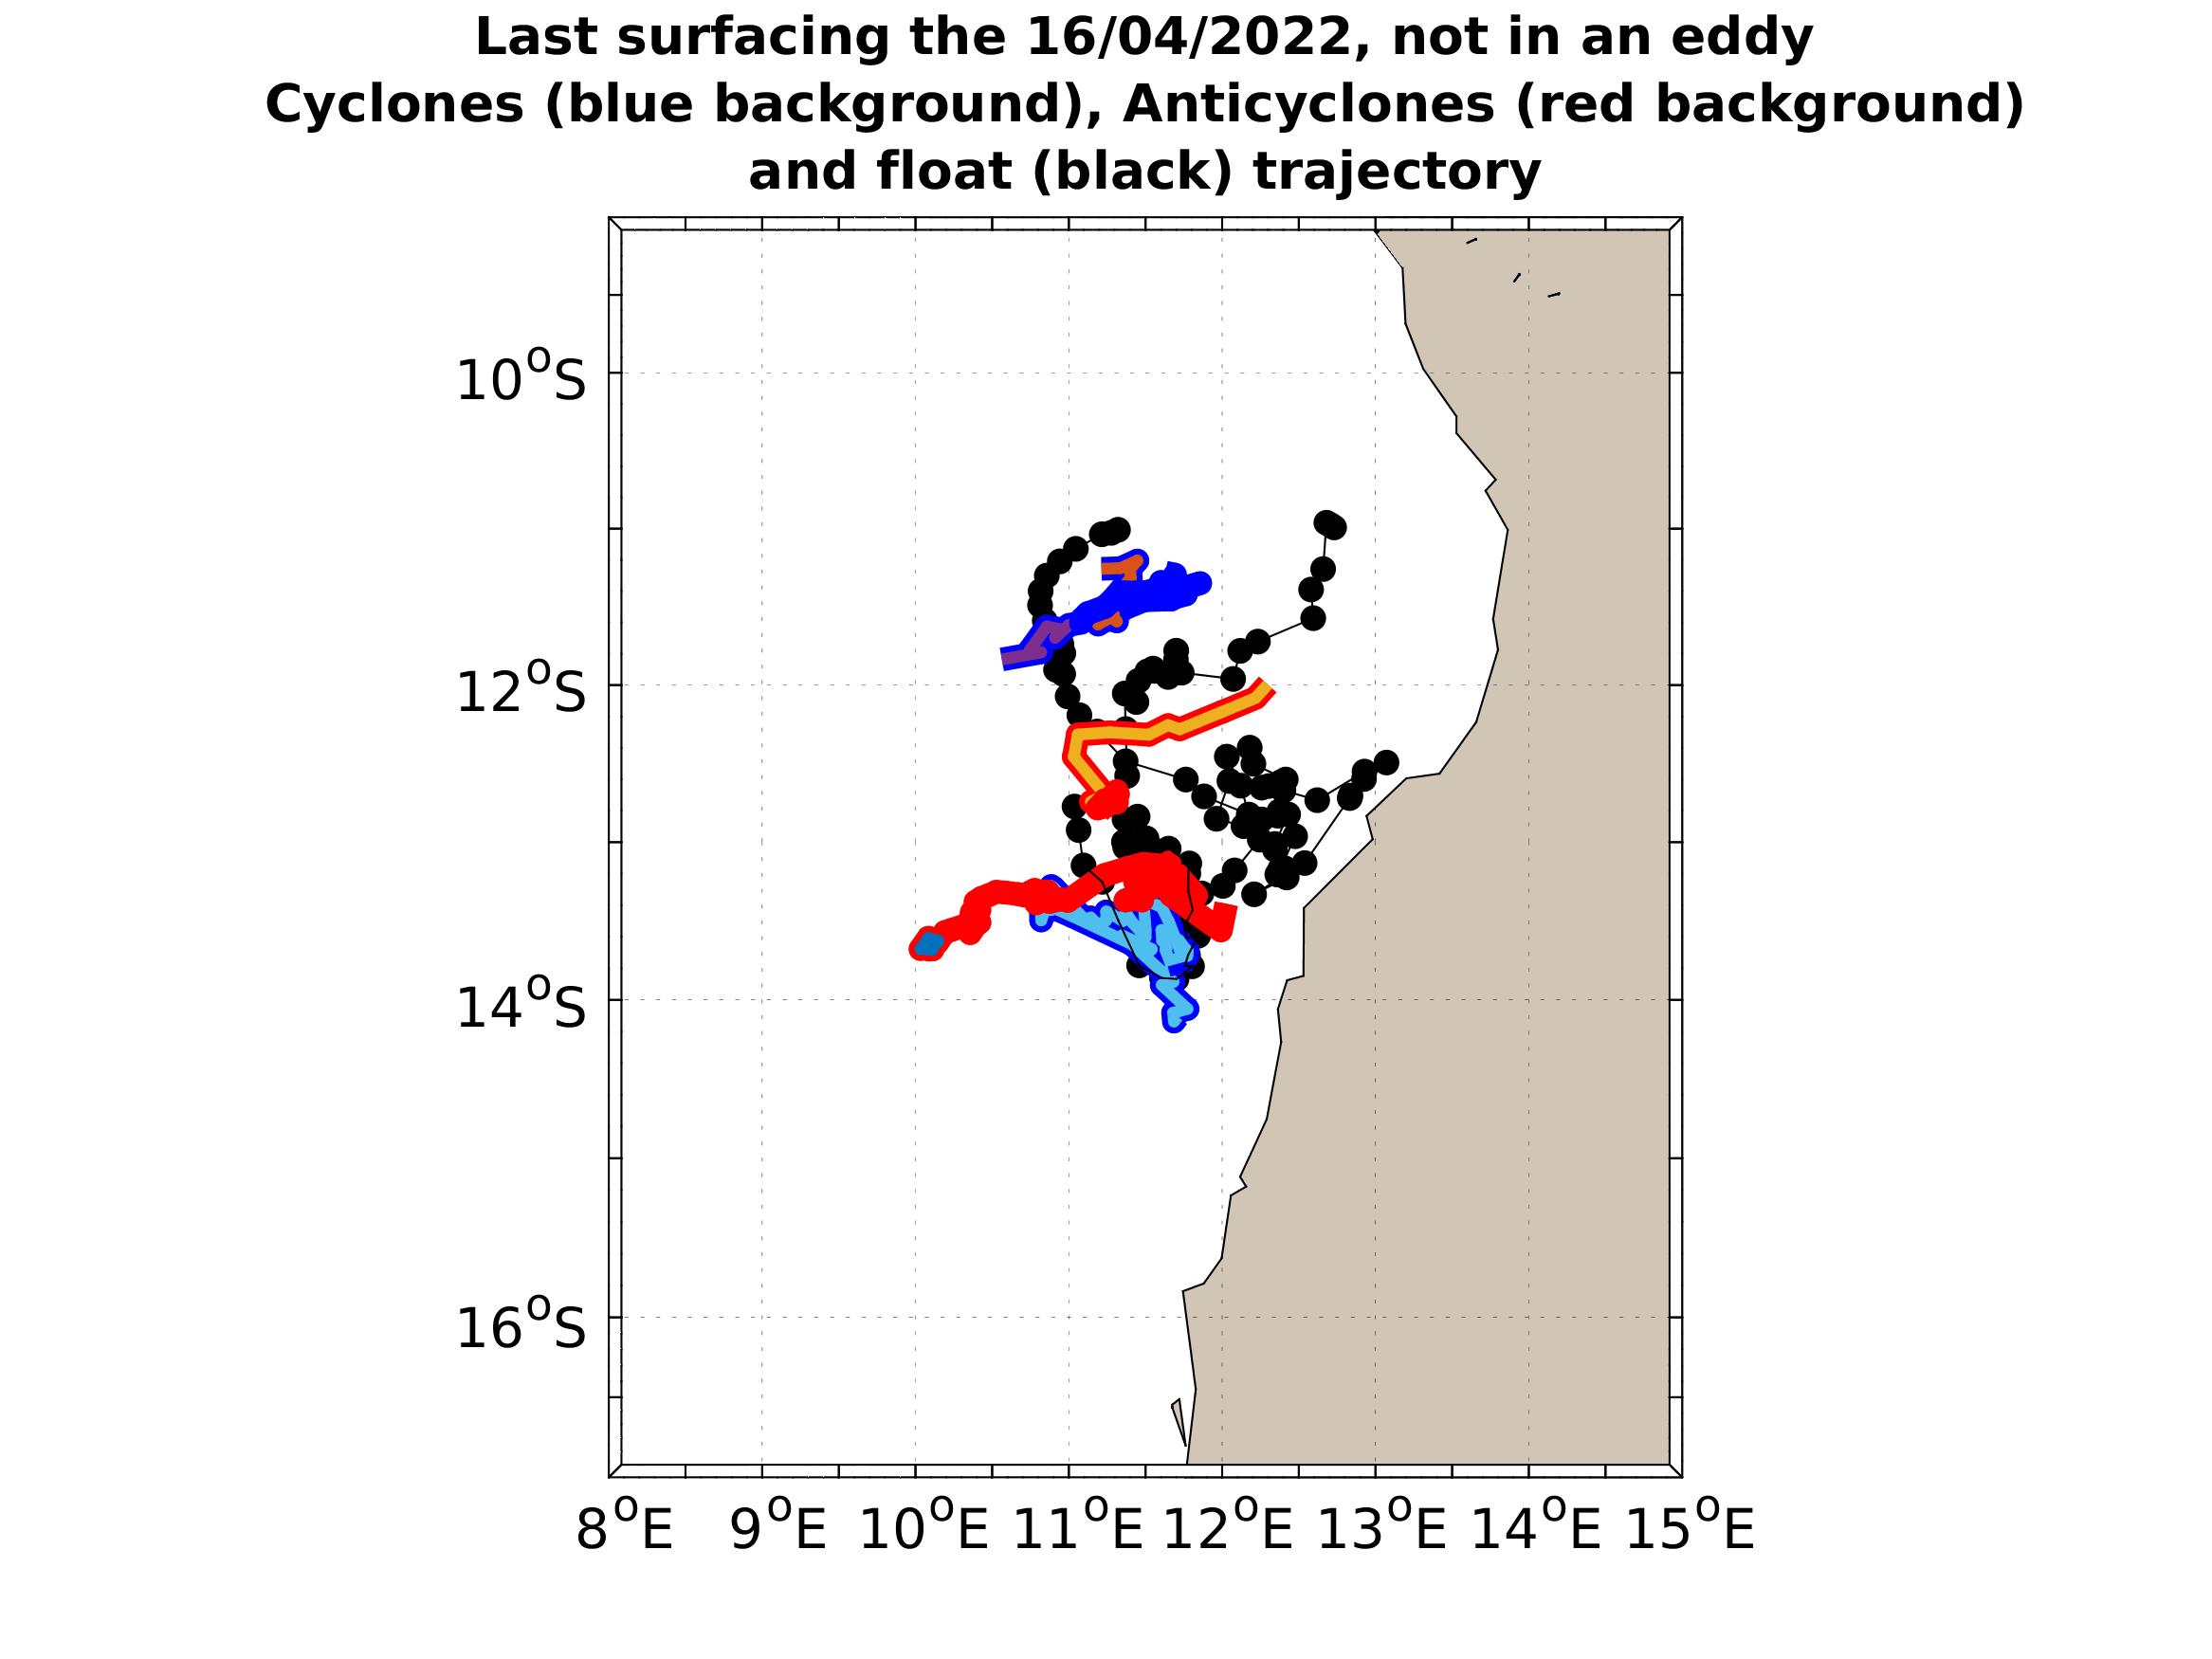 Last surfacing the 16/04/2022, not in an eddy
Cyclones (blue background), Anticyclones (red background)
and float (black) trajectory
10°S
12°S
14°S
16°S
8°E 9°E 10°E 11°E 12°E 13°E 14°E 15°E